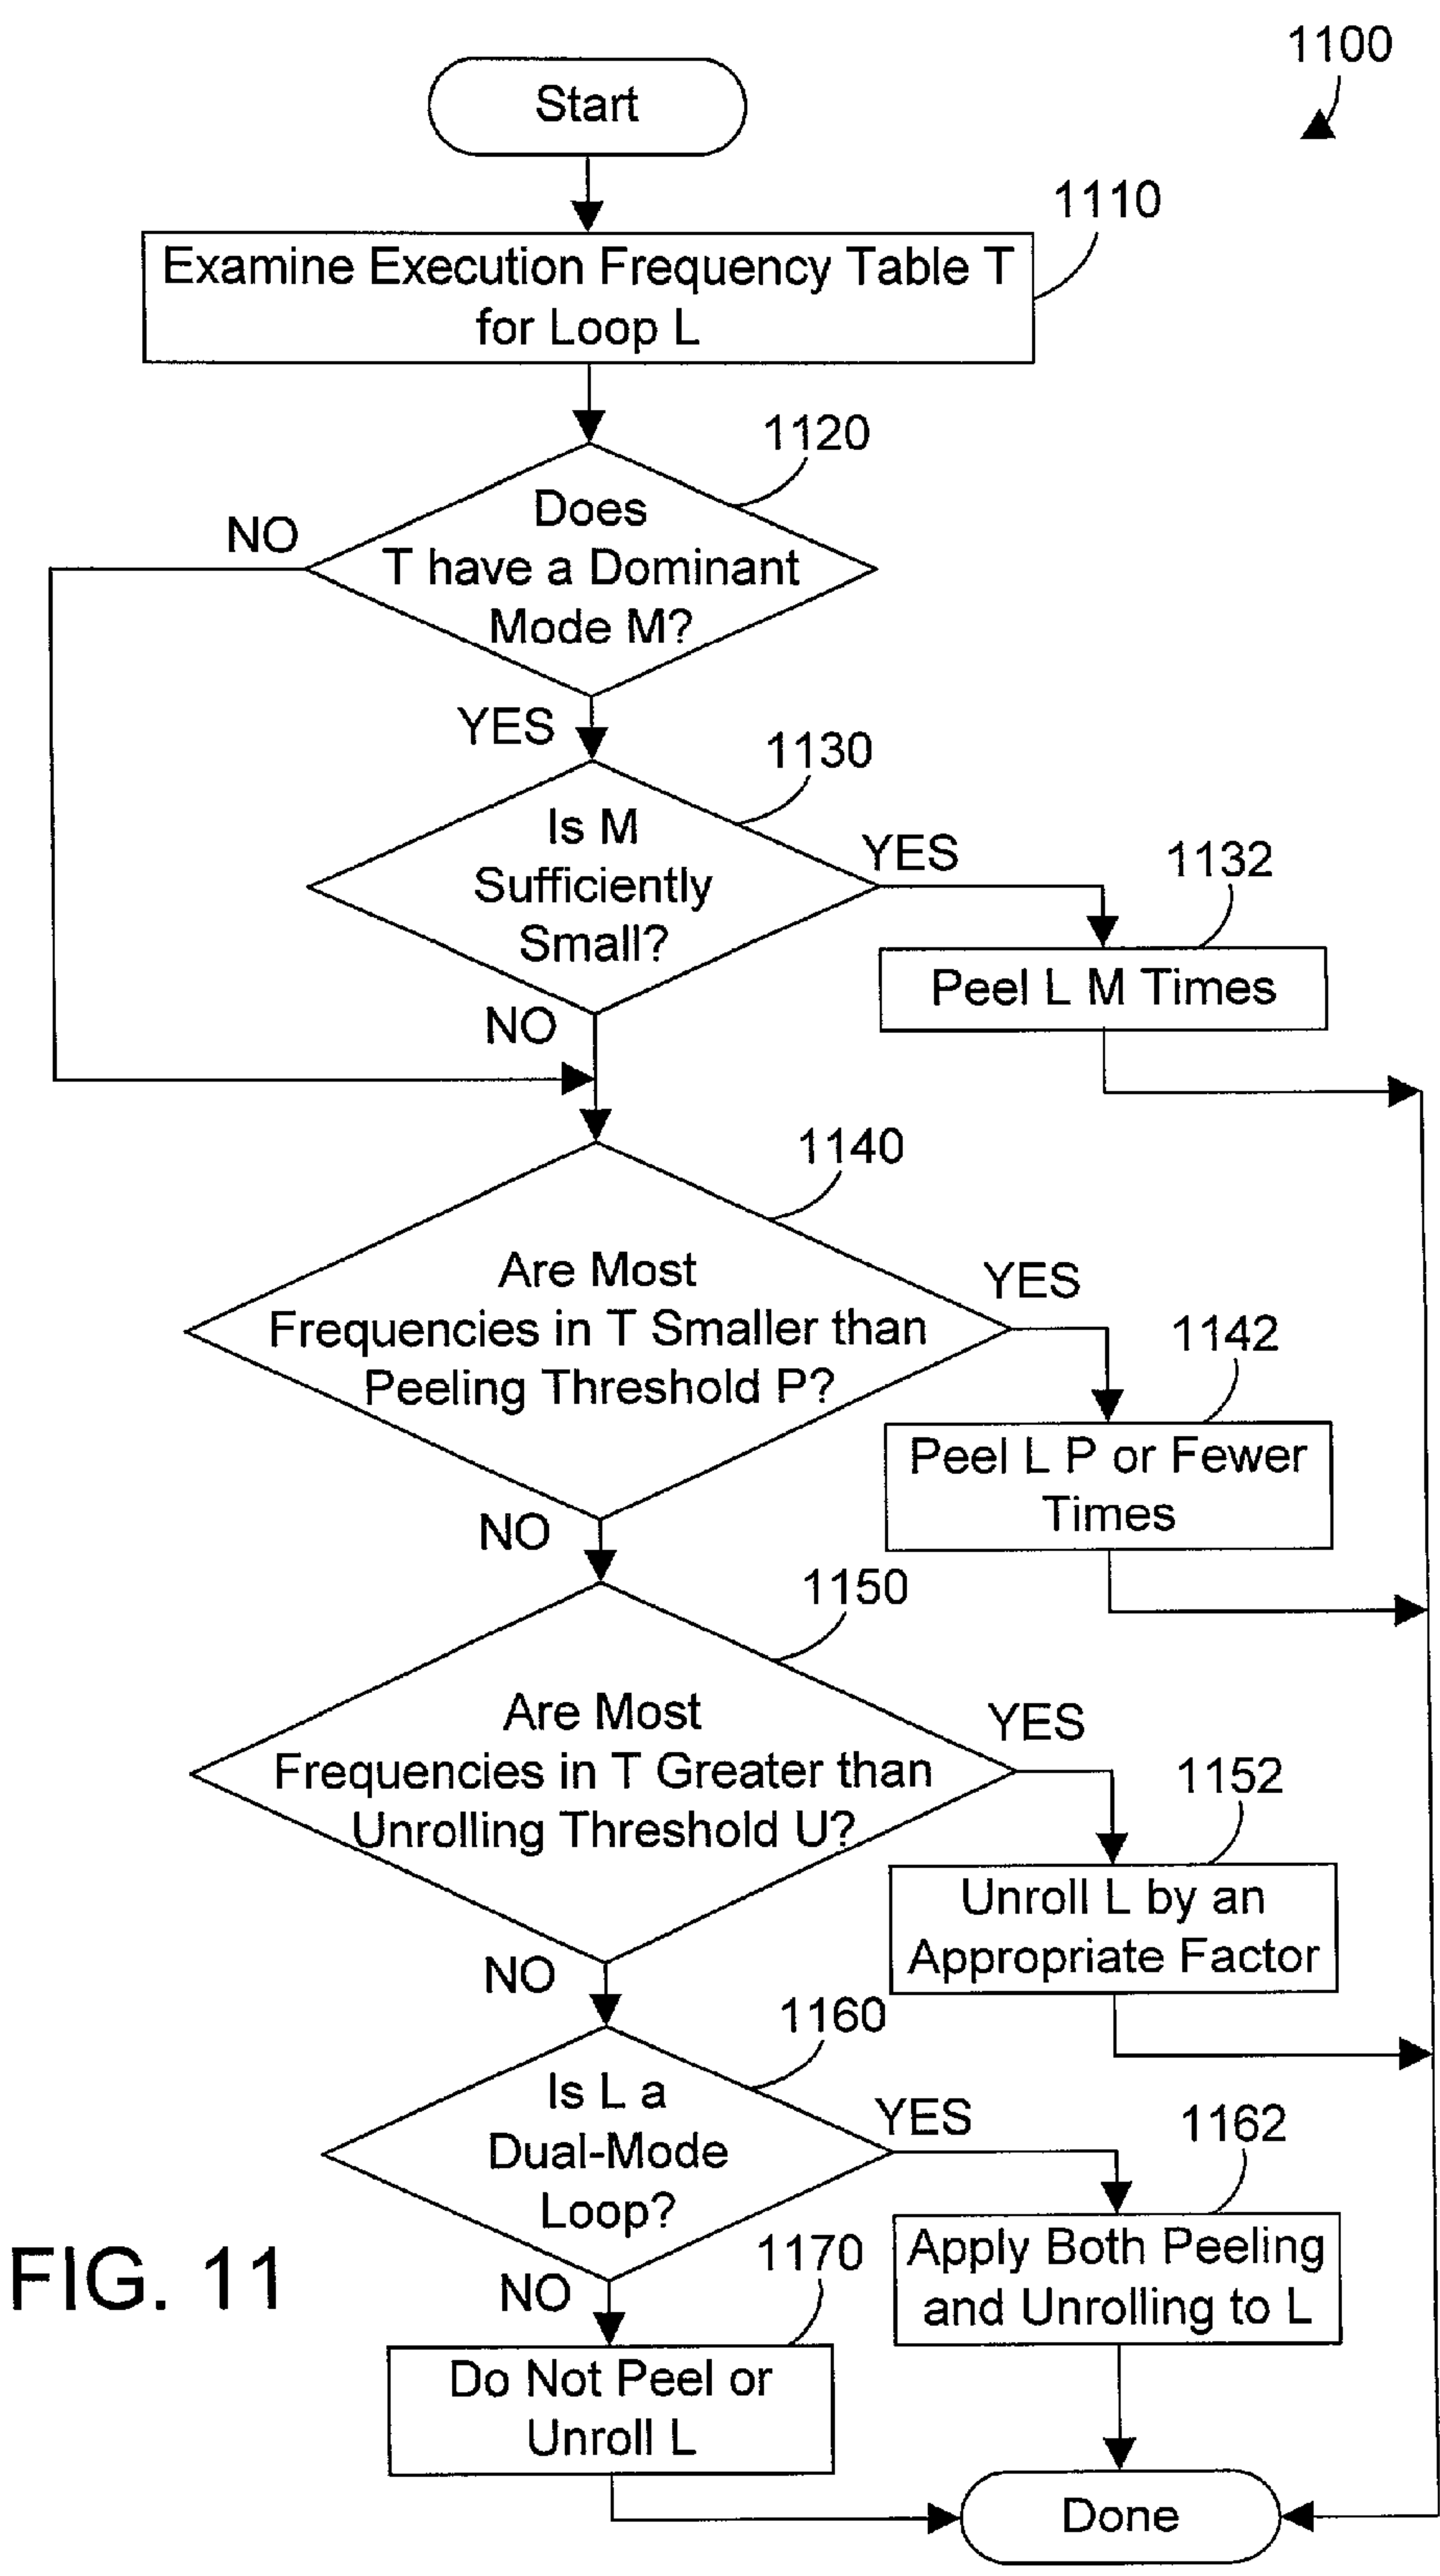 1100
Start
1110
Examine Execution Frequency Table T
for Loop L
1120
Does
T have a Dominant
Mode M?
NO
YES
1130
Is M
Sufficiently
Small?
YES
1132
Peel L M Times
NO
1140
Are Most
Frequencies in T Smaller than
Peeling Threshold P?
YES
1142
Peel L P or Fewer
Times
NO
1150
Are Most
Frequencies in T Greater than
Unrolling Threshold U?
YES
1152
Unroll L by an
Appropriate Factor
NO
1160
Is L a
Dual-Mode
Loop?
YES
1162
Apply Both Peeling
and Unrolling to L
NO
1170
Do Not Peel or
Unroll L
Done
FIG. 11